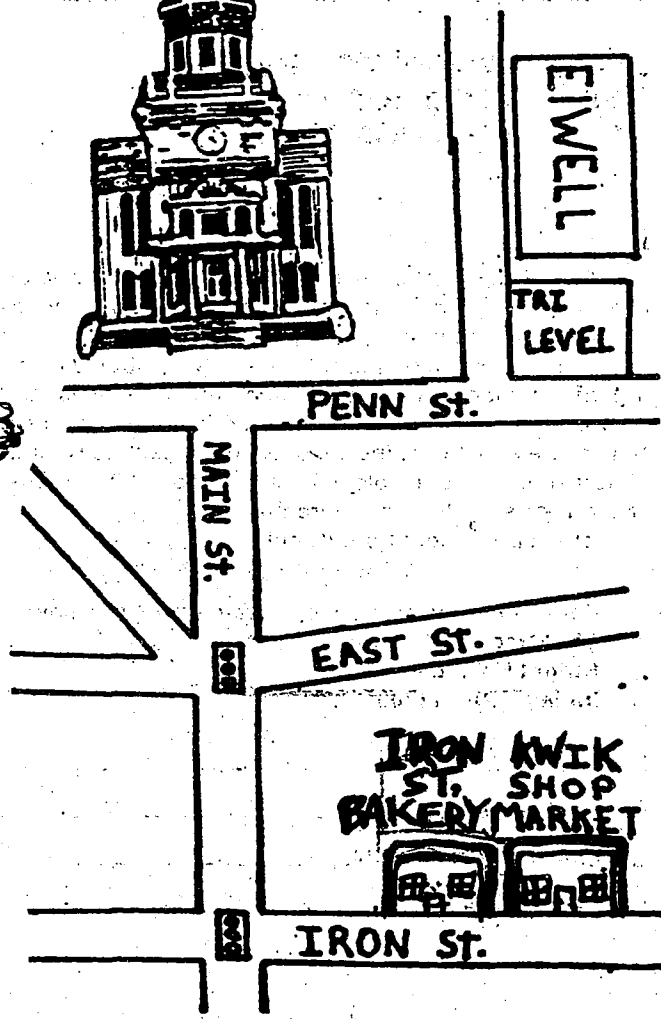 EIWELL
TRI
LEVEL
PENN St.
MAIN St.
EAST St.
IRON
ST.
BAKERY
KWIK
SHOP
MARKET
IRON St.